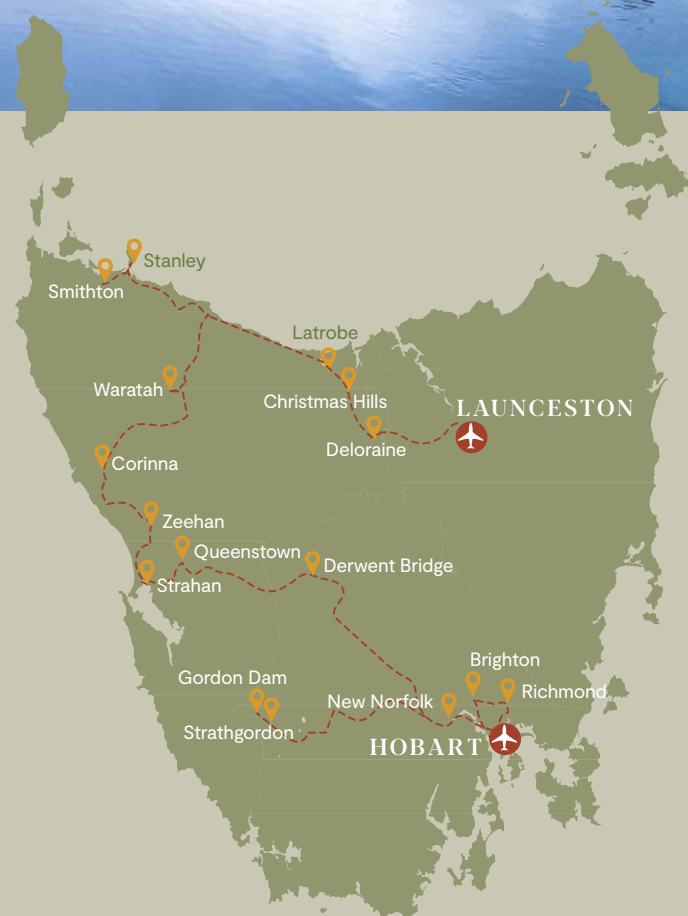 Stanley
Smithton
Latrobe
Waratah
Christmas Hills
LAUNCESTON
Deloraine
Corinna
Zeehan
Queenstown
Derwent Bridge
Strahan
Brighton
Gordon Dam
Richmond
New Norfolk
Strathgordon
HOBART